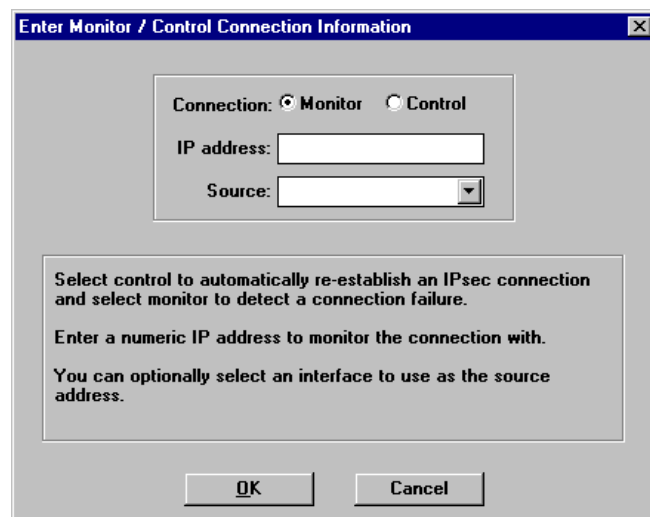 Enter Monitor / Control Connection Information
Connection: Monitor Control
IP address:
Source:
Select control to automatically re-establish an IPsec connection
and select monitor to detect a connection failure.
Enter a numeric IP address to monitor the connection with.
You can optionally select an interface to use as the source
address.
OK Cancel